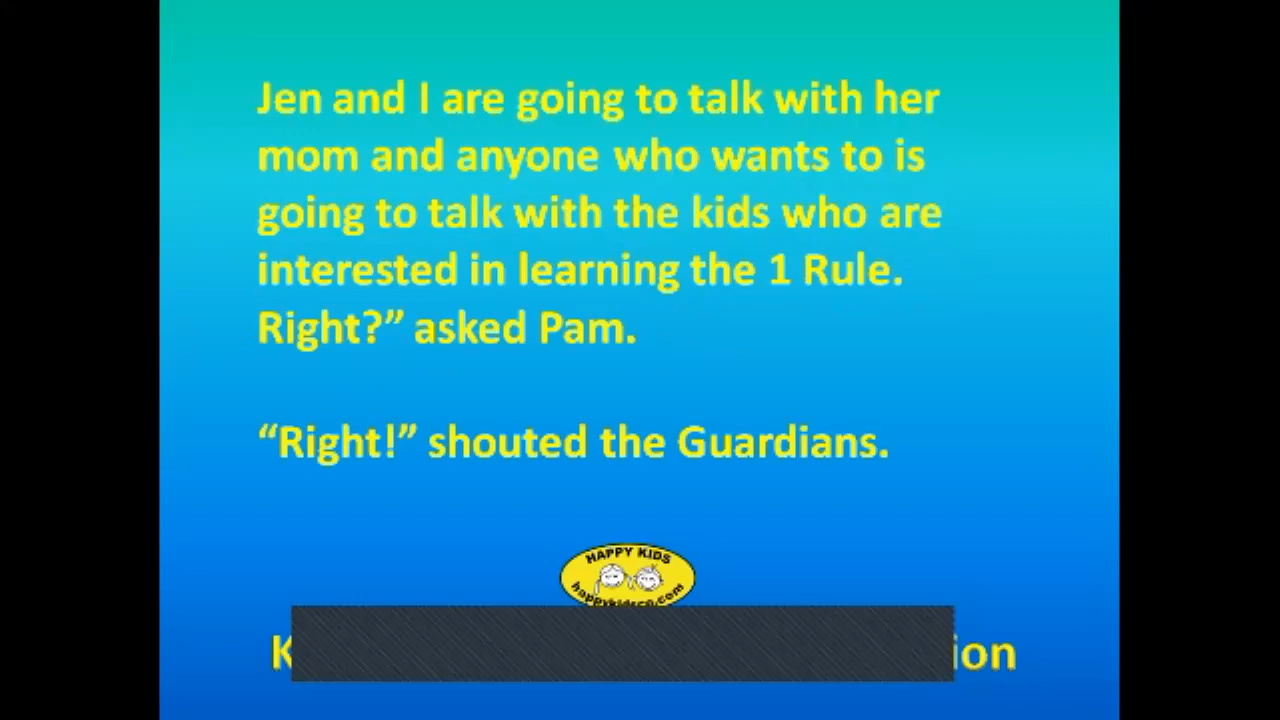 Jen and I are going to talk with her
mom and anyone who wants to is
going to talk with the kids who are
interested in learning the 1 Rule.
Right?” asked Pam.
“Right!” shouted the Guardians.
HAPPY KIDS